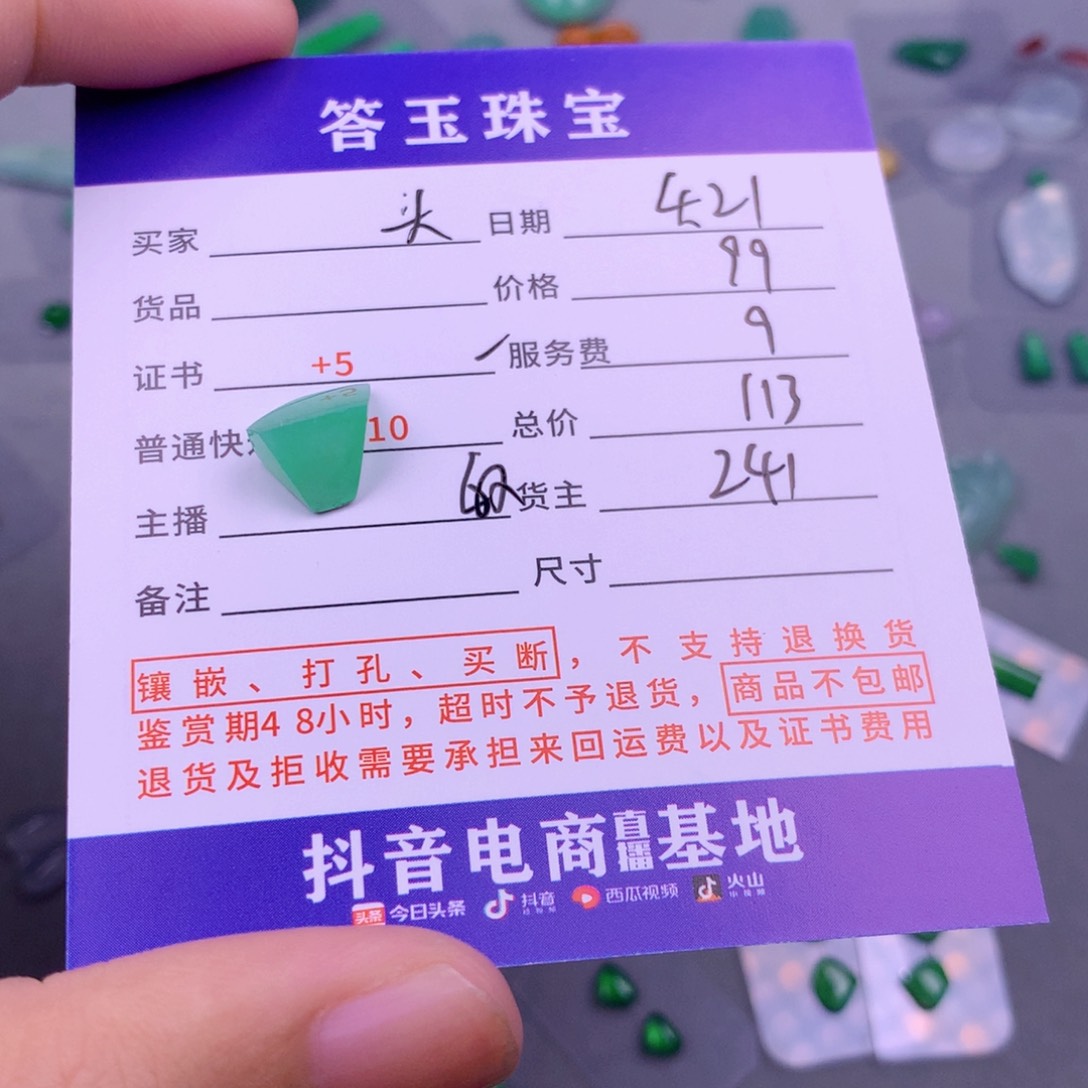 答玉珠宝
买家 头 日期 4.21
货品 价格 99
证书 +5 服务费 9
普通快 10 总价 113
主播 货主 241
备注 尺寸
镶嵌、打孔、买断，不支持退换货
鉴赏期48小时，超时不予退货，商品不包邮
退货及拒收需要承担来回运费以及证书费用
抖音电商直播基地
头条 今日头条 抖音 西瓜视频 火山